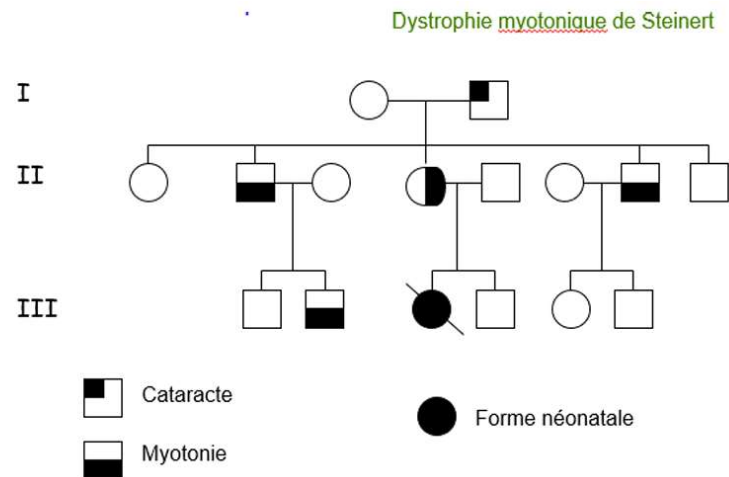 Dystrophie myotonique de Steinert
I
II
III
Cataracte
Forme néonatale
Myotonie